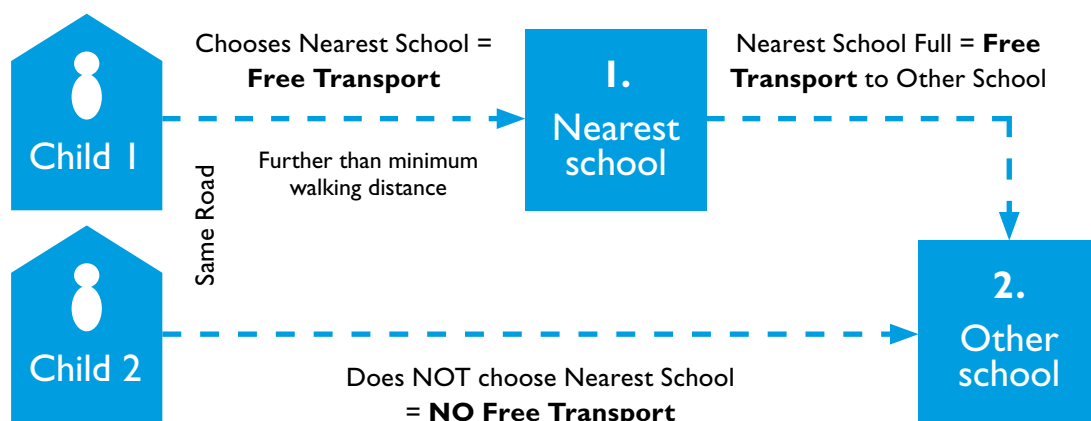 Chooses Nearest School =
Free Transport
1.
Nearest
school
Nearest School Full = Free
Transport to Other School
Child 1
Further than minimum
walking distance
Same Road
Child 2
2.
Other
school
Does NOT choose Nearest School
= NO Free Transport